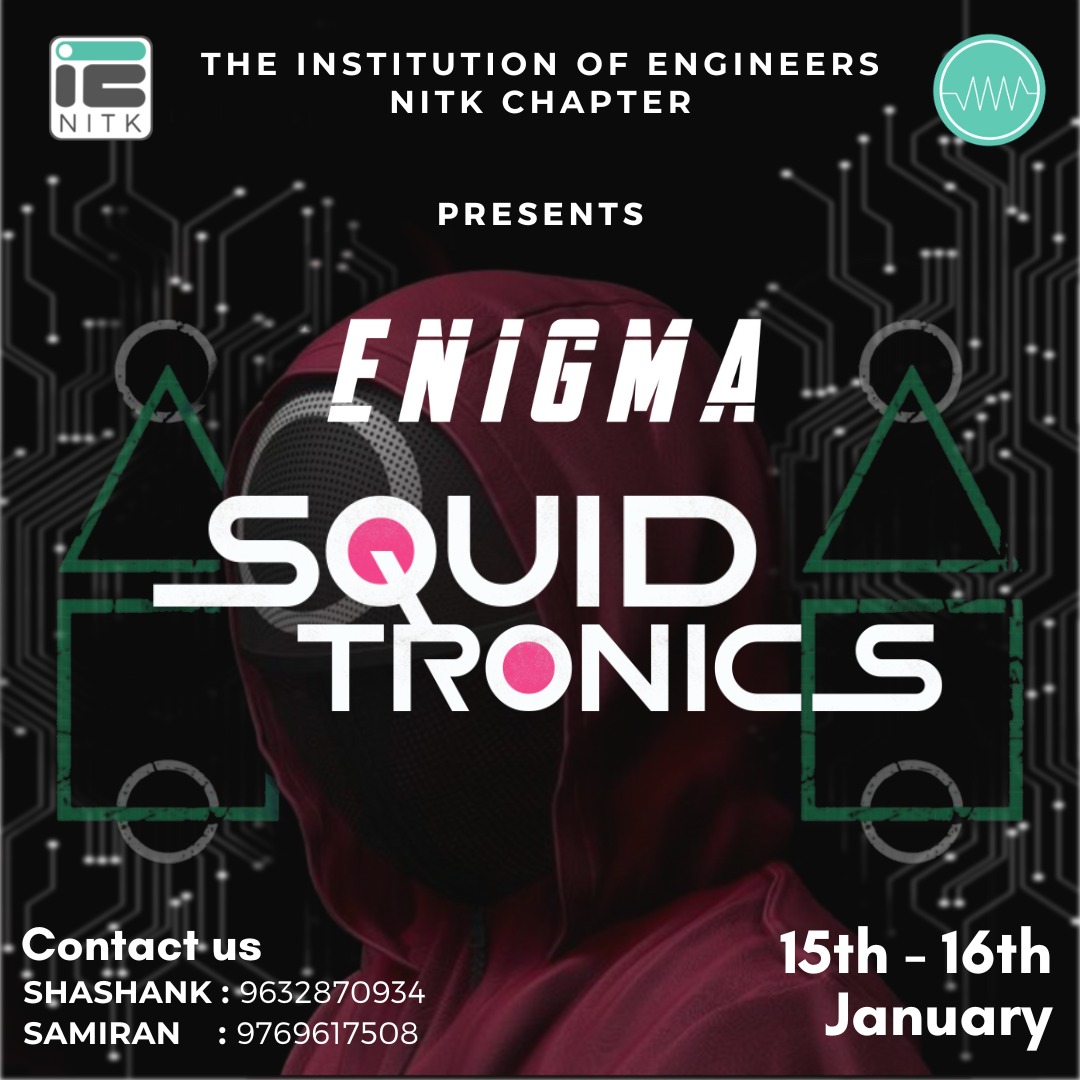 iE
NITK
THE INSTITUTION OF ENGINEERS
NITK CHAPTER
PRESENTS
ENIGMA
SQUID
TRONICS
Contact us
SHASHANK : 9632870934
SAMIRAN : 9769617508
15th - 16th
January